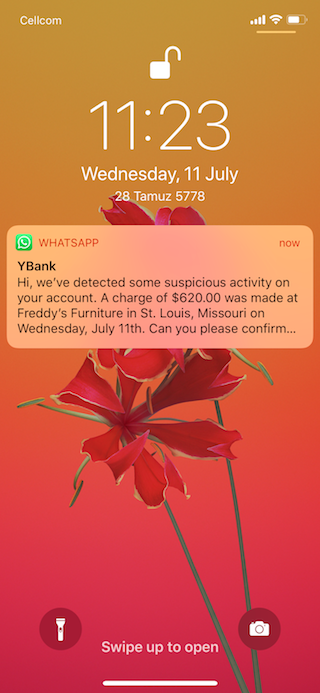 Cellcom
11:23
Wednesday, 11 July
28 Tamuz 5778
WHATSAPP now
YBank
Hi, we've detected some suspicious activity on
your account. A charge of $620.00 was made at
Freddy's Furniture in St. Louis, Missouri on
Wednesday, July 11th. Can you please confirm...
Swipe up to open